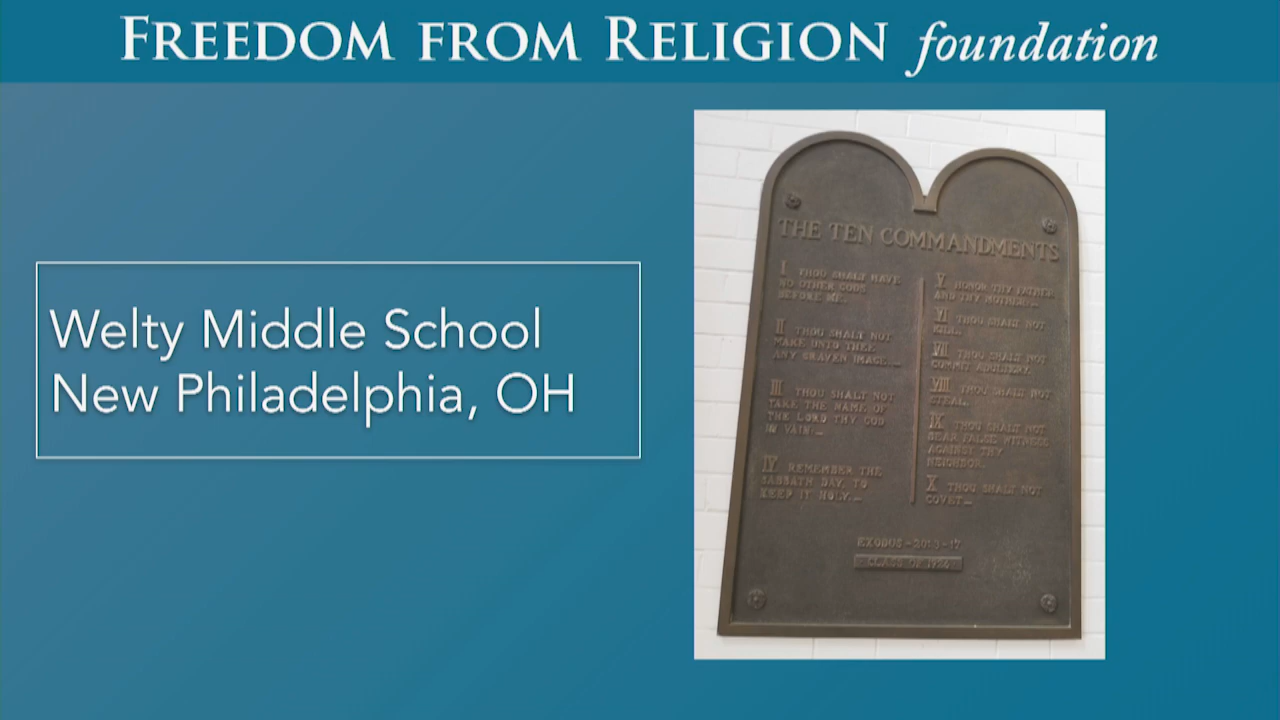 FREEDOM FROM RELIGION foundation
Welty Middle School
New Philadelphia, OH
THE TEN COMMANDMENTS
I THOU SHALT HAVE
NO OTHER GODS
BEFORE ME.
II THOU SHALT NOT
MAKE UNTO THEE
ANY GRAVEN IMAGE...
III THOU SHALT NOT
TAKE THE NAME OF
THE LORD THY GOD
IN VAIN...
IV REMEMBER THE
SABBATH DAY, TO
KEEP IT HOLY...
V HONOR THY FATHER
AND THY MOTHER...
VI THOU SHALT NOT
KILL.
VII THOU SHALT NOT
COMMIT ADULTERY.
VIII THOU SHALT NOT
STEAL.
IX THOU SHALT NOT
BEAR FALSE WITNESS
AGAINST THY
NEIGHBOR.
X THOU SHALT NOT
COVET...
EXODUS - 20:3-17
CLASS OF 1926